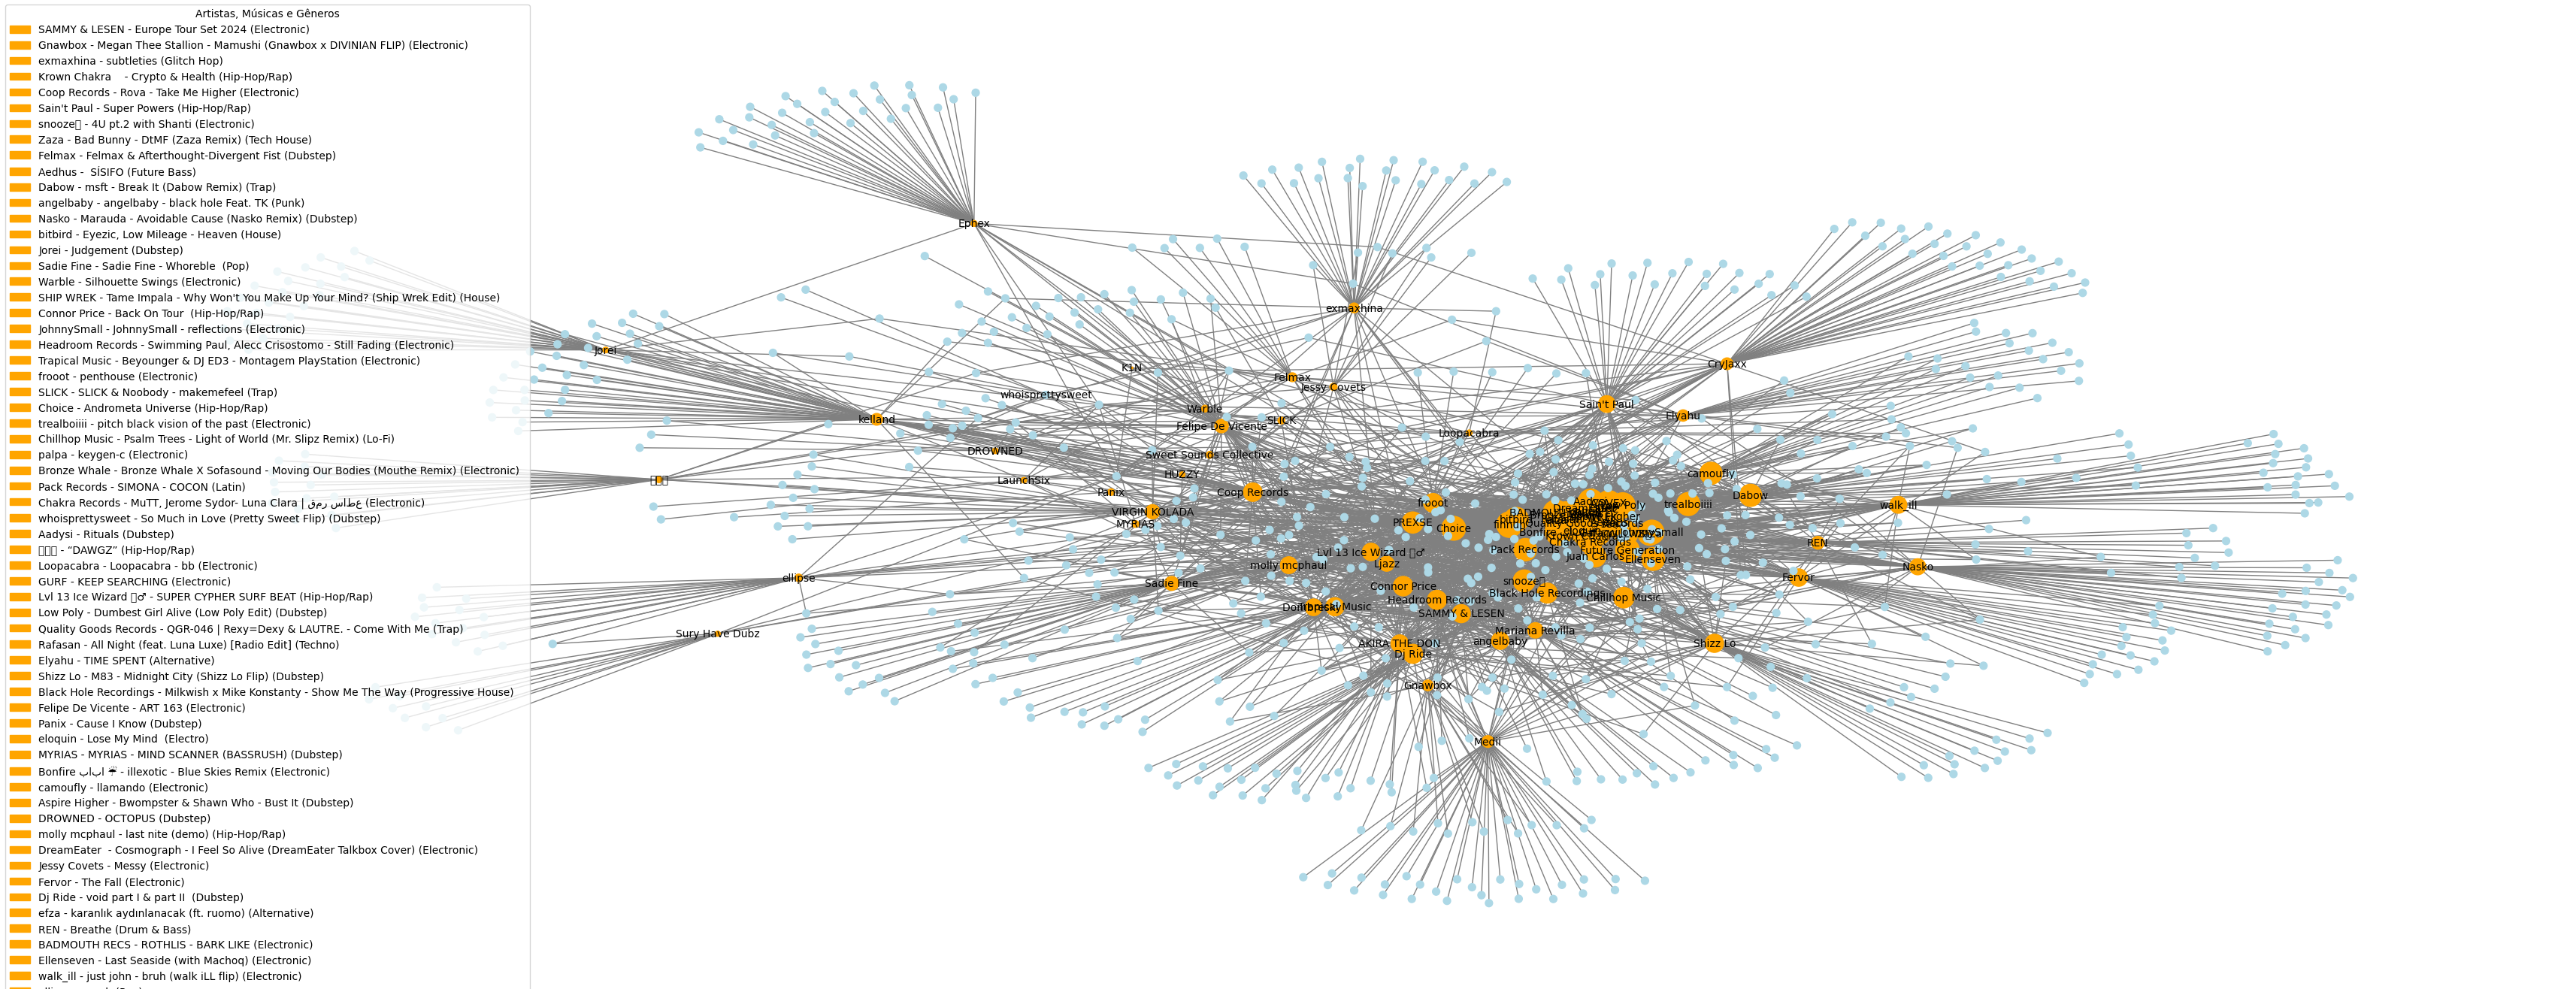 Artistas, Músicas e Gêneros
SAMMY & LESEN - Europe Tour Set 2024 (Electronic)
Gnawbox - Megan Thee Stallion - Mamushi (Gnawbox x DIVINIAN FLIP) (Electronic)
exmaxhina - subtleties (Glitch Hop)
Krown Chakra    - Crypto & Health (Hip-Hop/Rap)
Coop Records - Rova - Take Me Higher (Electronic)
Sain't Paul - Super Powers (Hip-Hop/Rap)
snooze - 4U pt.2 with Shanti (Electronic)
Zaza - Bad Bunny - DtMF (Zaza Remix) (Tech House)
Felmax - Felmax & Afterthought-Divergent Fist (Dubstep)
Aedhus -  SÍSIFO (Future Bass)
Dabow - msft - Break It (Dabow Remix) (Trap)
angelbaby - angelbaby - black hole Feat. TK (Punk)
Nasko - Marauda - Avoidable Cause (Nasko Remix) (Dubstep)
bitbird - Eyezic, Low Mileage - Heaven (House)
Jorei - Judgement (Dubstep)
Sadie Fine - Sadie Fine - Whoreble  (Pop)
Warble - Silhouette Swings (Electronic)
SHIP WREK - Tame Impala - Why Won't You Make Up Your Mind? (Ship Wrek Edit) (House)
Connor Price - Back On Tour  (Hip-Hop/Rap)
JohnnySmall - JohnnySmall - reflections (Electronic)
Headroom Records - Swimming Paul, Alecc Crisostomo - Still Fading (Electronic)
Trapical Music - Beyounger & DJ ED3 - Montagem PlayStation (Electronic)
frooot - penthouse (Electronic)
SLICK - SLICK & Noobody - makemefeel (Trap)
Choice - Andrometa Universe (Hip-Hop/Rap)
trealboiiii - pitch black vision of the past (Electronic)
Chillhop Music - Psalm Trees - Light of World (Mr. Slipz Remix) (Lo-Fi)
palpa - keygen-c (Electronic)
Bronze Whale - Bronze Whale X Sofasound - Moving Our Bodies (Mouthe Remix) (Electronic)
Pack Records - SIMONA - COCON (Latin)
Chakra Records - MuTT, Jerome Sydor- Luna Clara | عطاس رمق (Electronic)
whoisprettysweet - So Much in Love (Pretty Sweet Flip) (Dubstep)
Aadysi - Rituals (Dubstep)
- “DAWGZ” (Hip-Hop/Rap)
Loopacabra - Loopacabra - bb (Electronic)
GURF - KEEP SEARCHING (Electronic)
Lvl 13 Ice Wizard ♂ - SUPER CYPHER SURF BEAT (Hip-Hop/Rap)
Low Poly - Dumbest Girl Alive (Low Poly Edit) (Dubstep)
Quality Goods Records - QGR-046 | Rexy=Dexy & LAUTRE. - Come With Me (Trap)
Rafasan - All Night (feat. Luna Luxe) [Radio Edit] (Techno)
Elyahu - TIME SPENT (Alternative)
Shizz Lo - M83 - Midnight City (Shizz Lo Flip) (Dubstep)
Black Hole Recordings - Milkwish x Mike Konstanty - Show Me The Way (Progressive House)
Felipe De Vicente - ART 163 (Electronic)
Panix - Cause I Know (Dubstep)
eloquin - Lose My Mind  (Electro)
MYRIAS - MYRIAS - MIND SCANNER (BASSRUSH) (Dubstep)
Bonfire بابا ☔ - illexotic - Blue Skies Remix (Electronic)
camoufly - llamando (Electronic)
Aspire Higher - Bwompster & Shawn Who - Bust It (Dubstep)
DROWNED - OCTOPUS (Dubstep)
molly mcphaul - last nite (demo) (Hip-Hop/Rap)
DreamEater  - Cosmograph - I Feel So Alive (DreamEater Talkbox Cover) (Electronic)
Jessy Covets - Messy (Electronic)
Fervor - The Fall (Electronic)
Dj Ride - void part I & part II  (Dubstep)
efza - karanlık aydınlanacak (ft. ruomo) (Alternative)
REN - Breathe (Drum & Bass)
BADMOUTH RECS - ROTHLIS - BARK LIKE (Electronic)
Ellenseven - Last Seaside (with Machoq) (Electronic)
walk_ill - just john - bruh (walk iLL flip) (Electronic)
Ephex
exmaxhina
Jorei
CryJaxx
K1N
Felmax
Jessy Covets
whoisprettysweet
Warble
Sain't Paul
Elyahu
kelland
SLICK
Felipe De Vicente
Loopacabra
DROWNED
Sweet Sounds Collective
HUZZY
camoufly
LaunchSix
Panix
Coop Records
Dabow
frooot
trealboiiii
walk_ill
VIRGIN KOLADA
MYRIAS
PREXSE
Choice
REN
Pack Records
Chakra Records
Future Generation
Lvl 13 Ice Wizard ♂
Juan Carlos
Ellenseven
Ljazz
molly mcphaul
Nasko
ellipse
Fervor
Sadie Fine
snooze
Connor Price
Black Hole Recordings
Chillhop Music
Headroom Records
Trapical Music
SAMMY & LESEN
Sury Have Dubz
Mariana Revilla
angelbaby
AKIRA THE DON
Shizz Lo
Dj Ride
Gnawbox
Medii